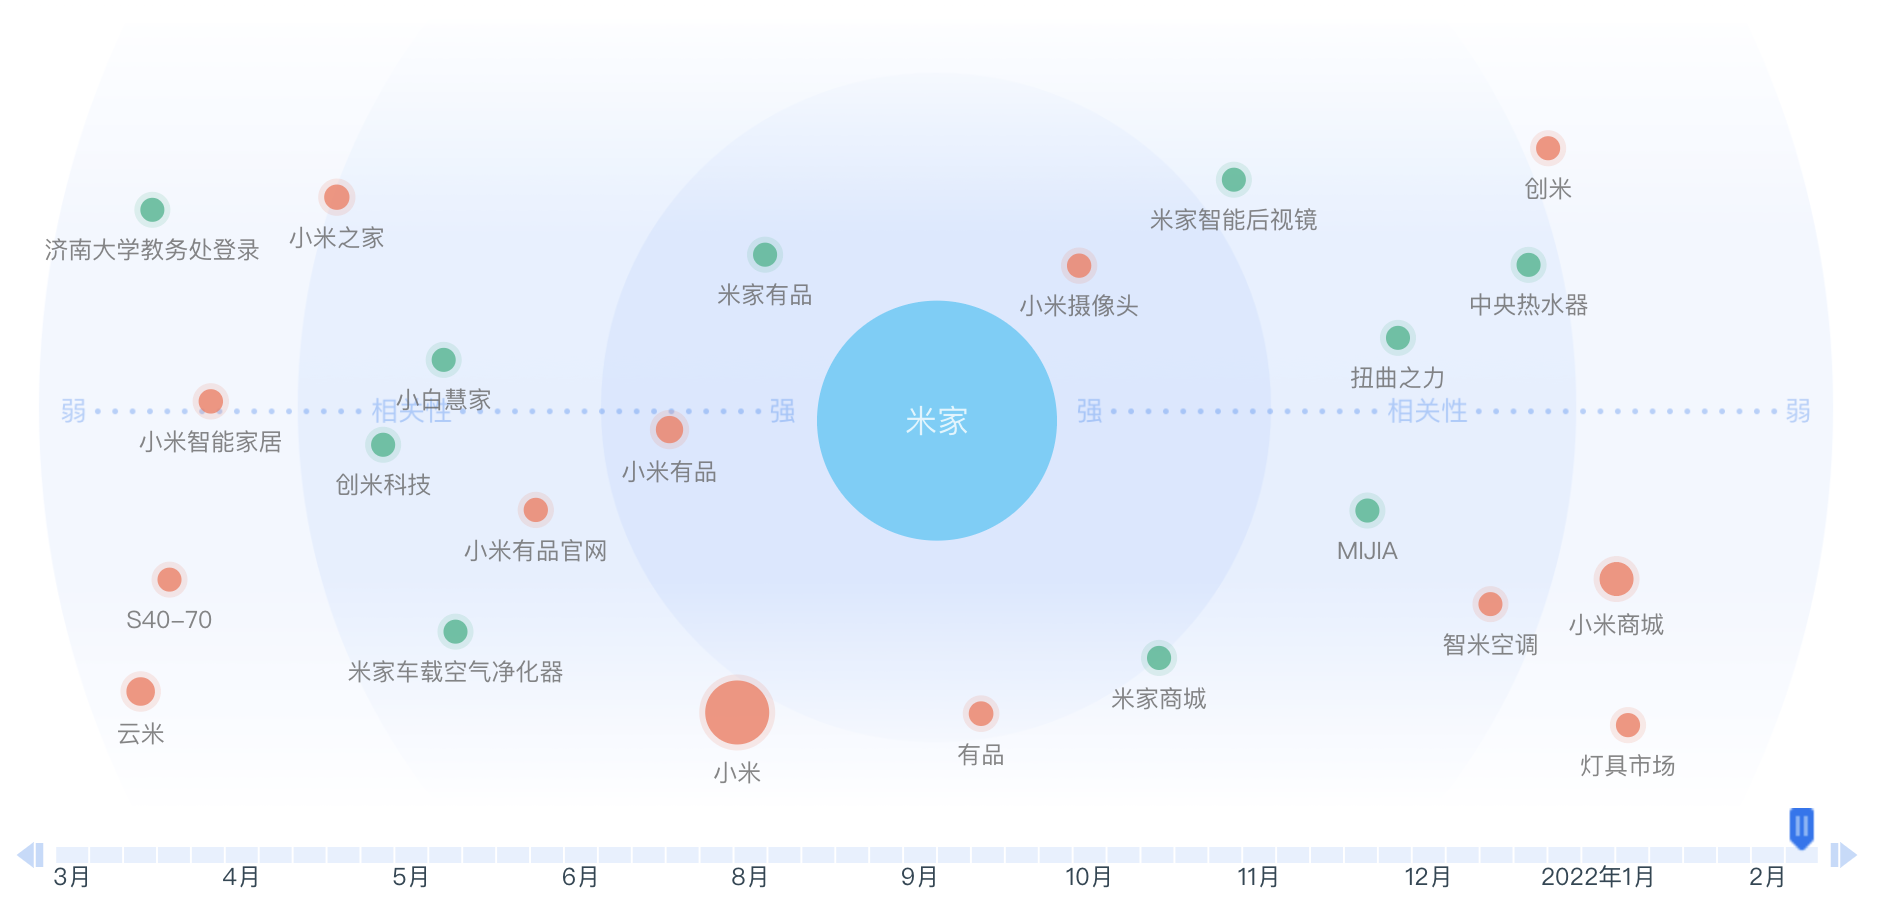 创米
米家智能后视镜
小米之家
济南大学教务处登录
米家有品
小米摄像头
中央热水器
扭曲之力
小白慧家
弱
相关性
强
米家
强
相关性
弱
小米智能家居
小米有品
创米科技
小米有品官网
MIJIA
S40-70
小米商城
智米空调
米家车载空气净化器
米家商城
云米
有品
灯具市场
小米
3月
4月
5月
6月
8月
9月
10月
11月
12月
2022年1月
2月